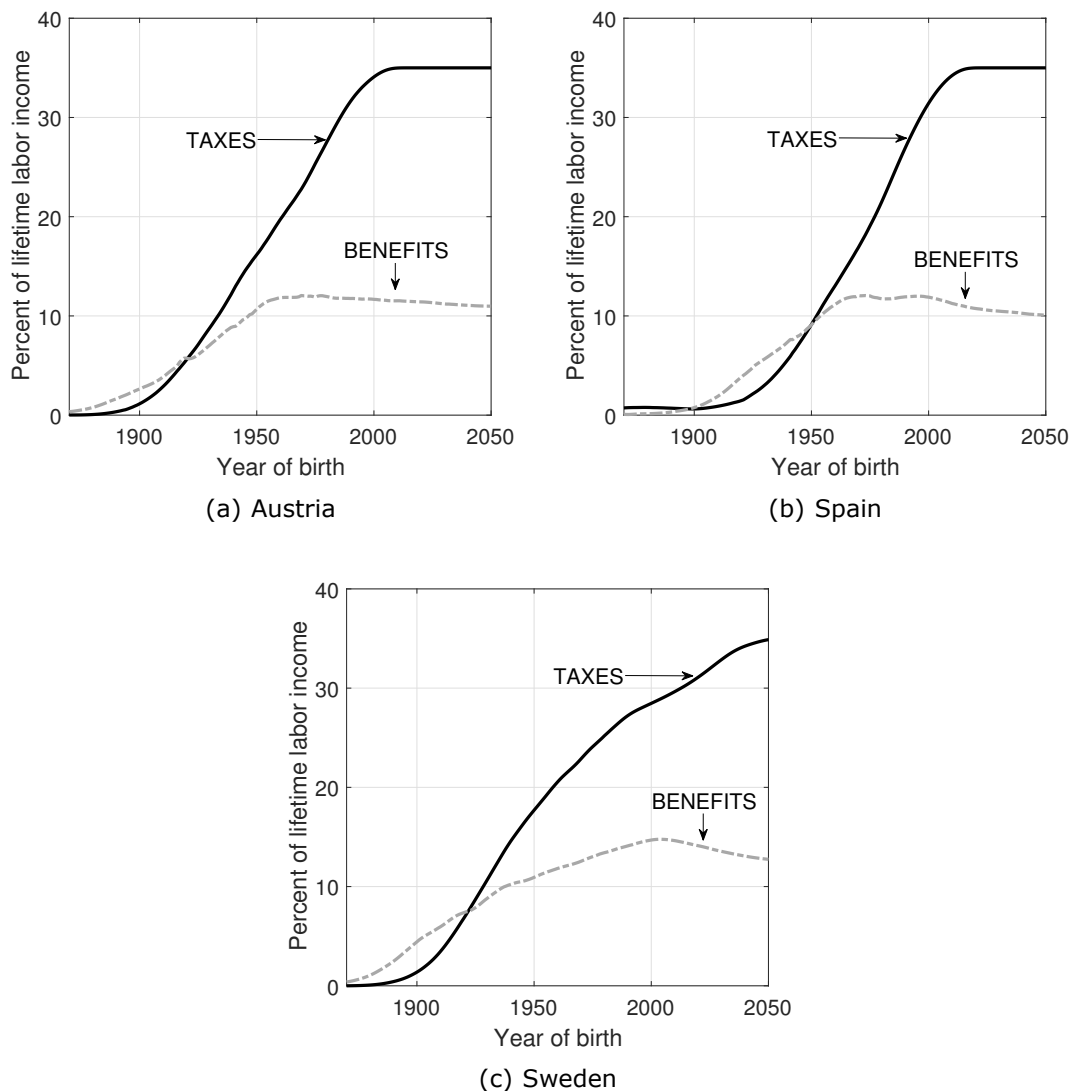 40
30
20
10
0
Percent of lifetime labor income
TAXES
BENEFITS
1900 1950 2000 2050
Year of birth
(a) Austria
40
30
20
10
0
Percent of lifetime labor income
TAXES
BENEFITS
1900 1950 2000 2050
Year of birth
(b) Spain
40
30
20
10
0
Percent of lifetime labor income
TAXES
BENEFITS
1900 1950 2000 2050
Year of birth
(c) Sweden